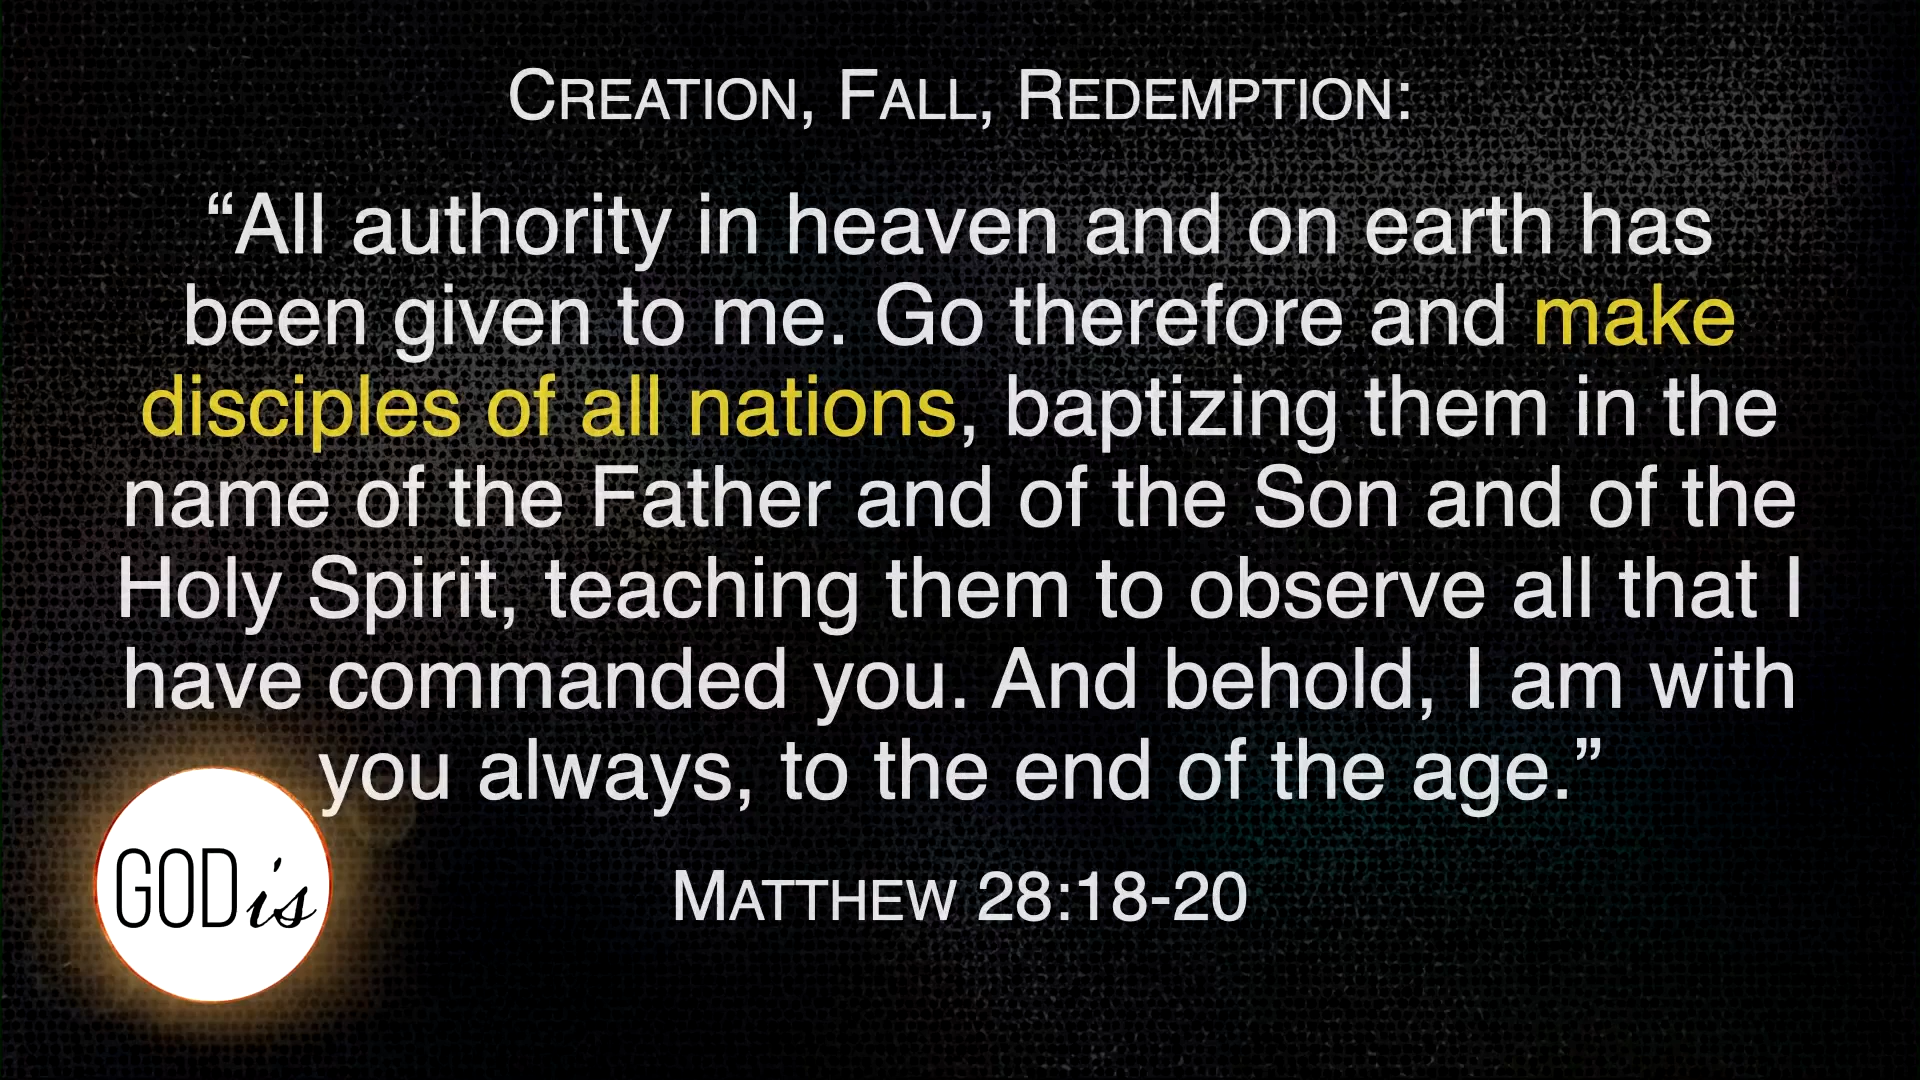 CREATION, FALL, REDEMPTION:
“All authority in heaven and on earth has
been given to me. Go therefore and make
disciples of all nations, baptizing them in the
name of the Father and of the Son and of the
Holy Spirit, teaching them to observe all that I
have commanded you. And behold, I am with
you always, to the end of the age.”
GOD is
MATTHEW 28:18-20